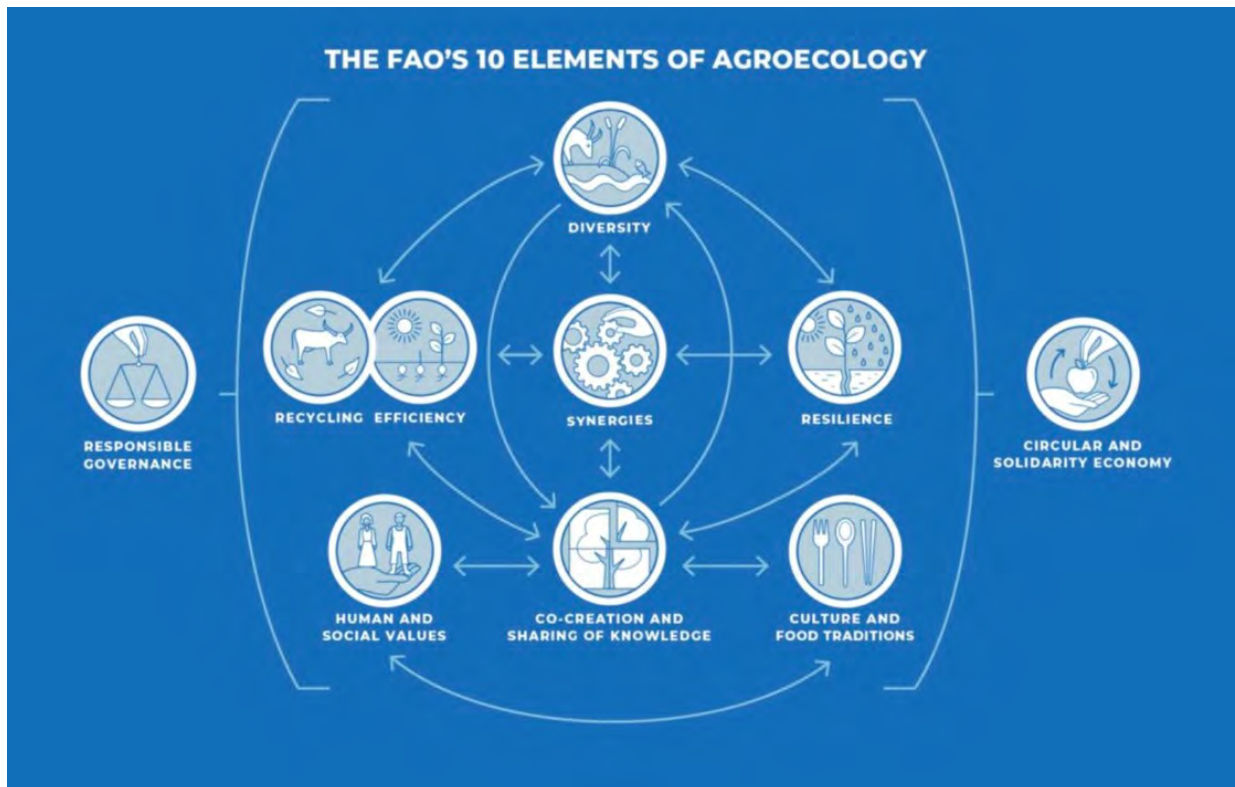 THE FAO'S 10 ELEMENTS OF AGROECOLOGY
DIVERSITY
RECYCLING
EFFICIENCY
SYNERGIES
RESILIENCE
RESPONSIBLE
GOVERNANCE
CIRCULAR AND
SOLIDARITY ECONOMY
HUMAN AND
SOCIAL VALUES
CO-CREATION AND
SHARING OF KNOWLEDGE
CULTURE AND
FOOD TRADITIONS